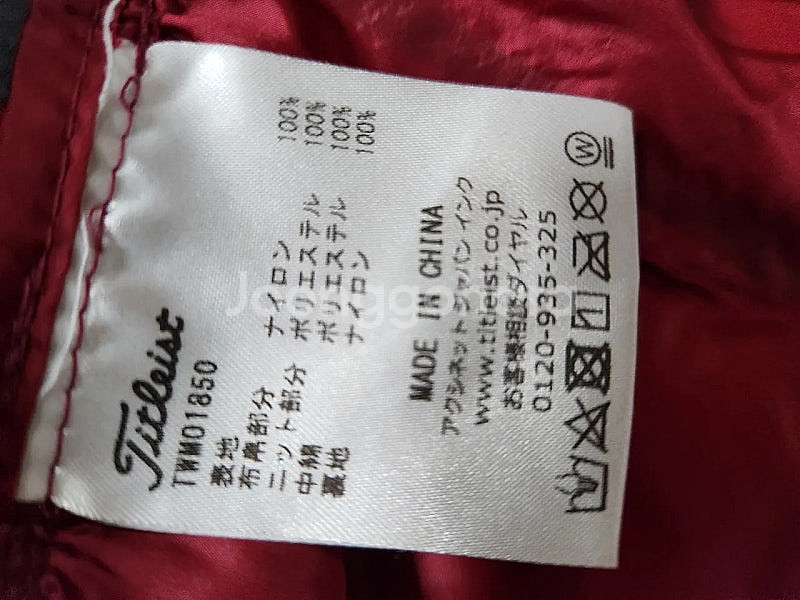 Titleist
TWMO1850
表地
布帛部分 ナイロン 100%
ニット部分 ポリエステル 100%
中綿 ポリエステル 100%
裏地 ナイロン 100%
MADE IN CHINA
アクシネットジャパンインク
www.titleist.co.jp
お客様相談ダイヤル
0120-935-325
W